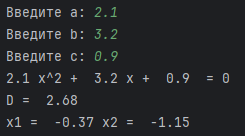 Введите a: 2.1
Введите b: 3.2
Введите c: 0.9
2.1 x^2 +  3.2 x +  0.9  = 0
D =  2.68
x1 =  -0.37 x2 =  -1.15